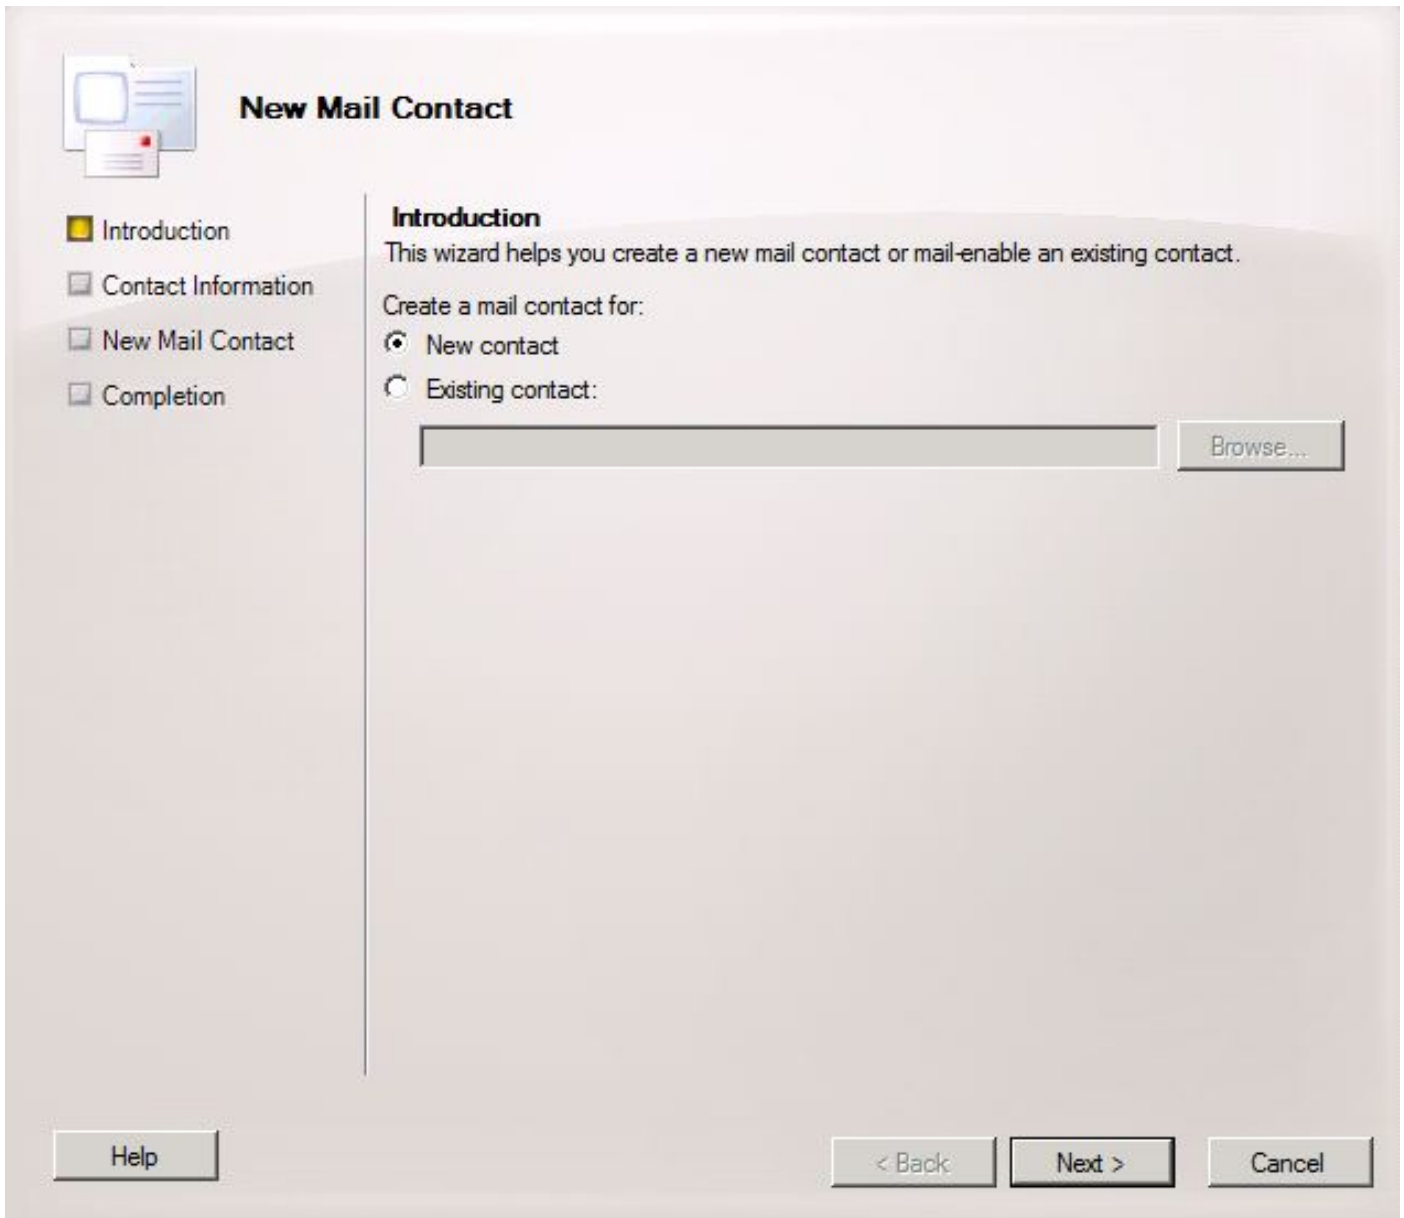 New Mail Contact
Introduction
Contact Information
New Mail Contact
Completion
Introduction
This wizard helps you create a new mail contact or mail-enable an existing contact.
Create a mail contact for:
New contact
Existing contact:
Browse...
Help
< Back
Next >
Cancel